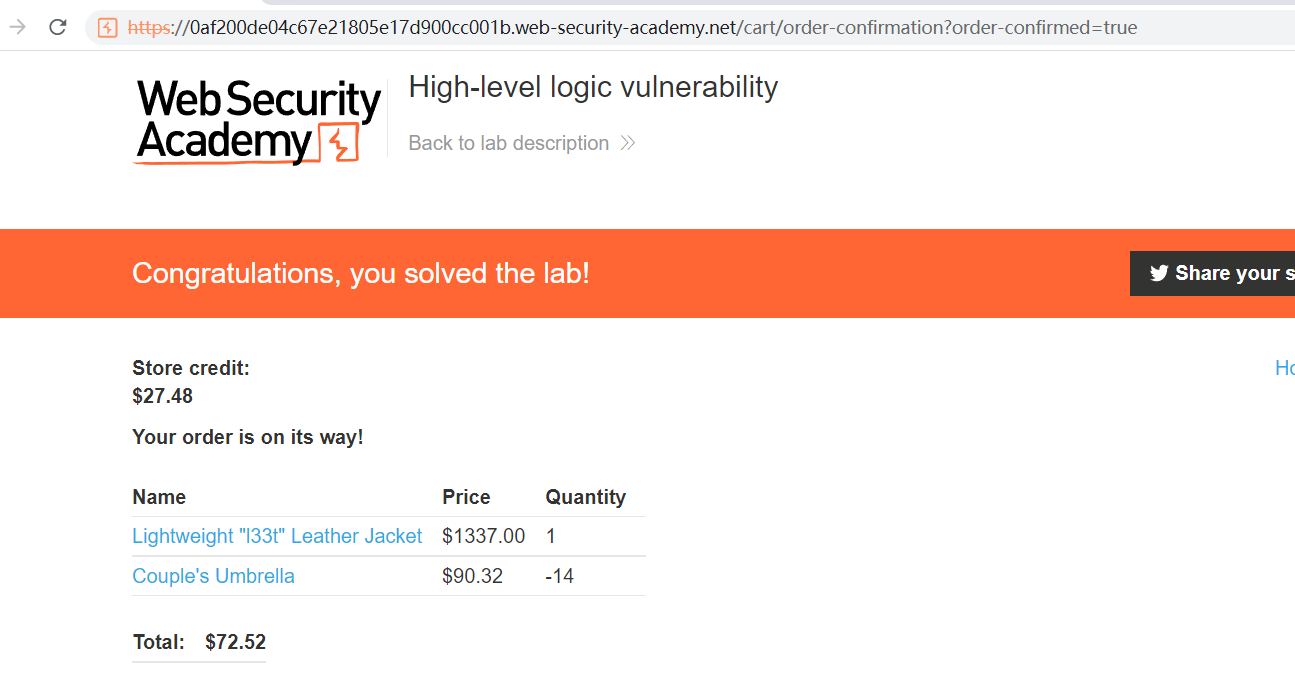 https://0af200de04c67e21805e17d900cc001b.web-security-academy.net/cart/order-confirmation?order-confirmed=true
Web Security
Academy
High-level logic vulnerability
Back to lab description
Congratulations, you solved the lab!
Share your s
Store credit:
$27.48
Ho
Your order is on its way!
Name Price Quantity
Lightweight "l33t" Leather Jacket $1337.00 1
Couple's Umbrella $90.32 -14
Total: $72.52